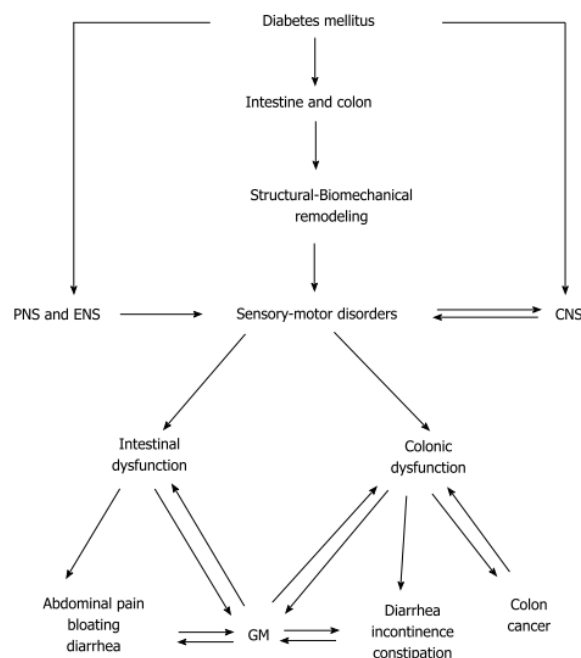 Diabetes mellitus
Intestine and colon
Structural-Biomechanical
remodeling
PNS and ENS
Sensory-motor disorders
CNS
Intestinal
dysfunction
Colonic
dysfunction
Abdominal pain
bloating
diarrhea
GM
Diarrhea
incontinence
constipation
Colon
cancer